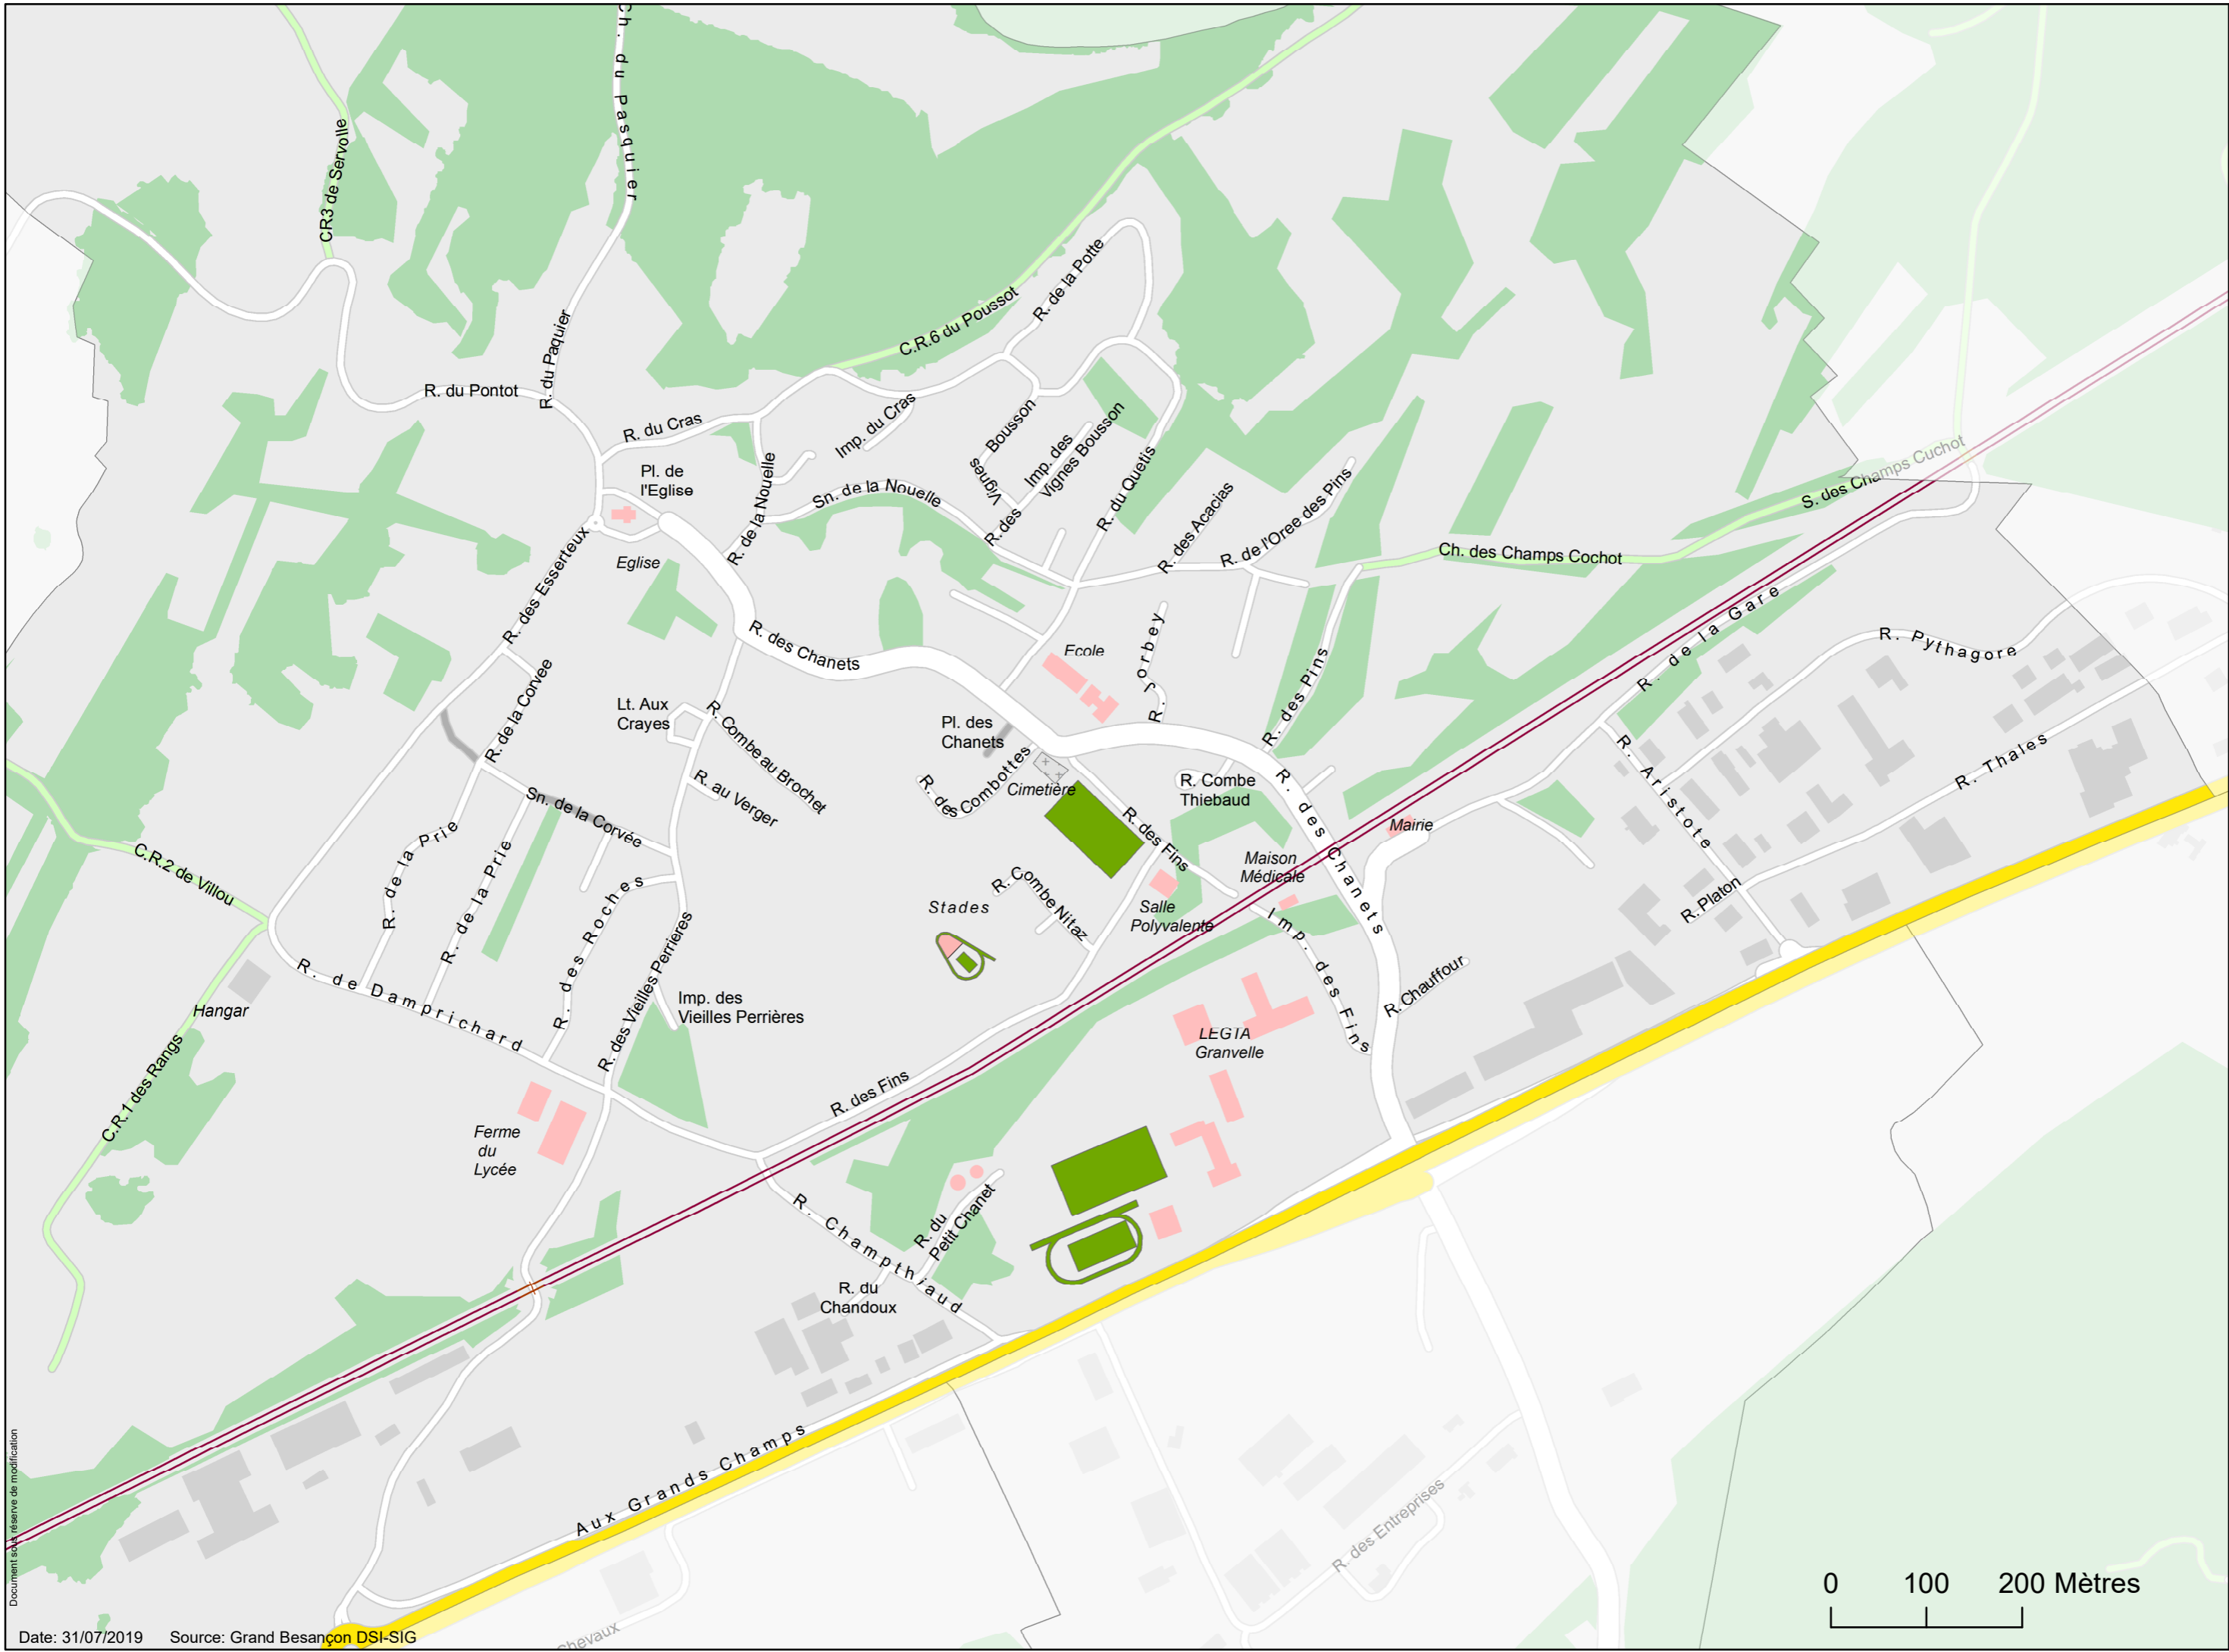 Ch. du Pasquier
CR3 de Servolle
R. de la Potte
C.R.6 du Poussot
R. du Paquier
R. du Pontot
R. du Cras
Imp. du Cras
R. des
Vignes
Bousson
Imp. des
Vignes Bousson
R. du Quetis
Pl. de
l'Eglise
R. de la Nouelle
Sn. de la Nouelle
R. des Acacias
R. de l'Oree des Pins
S. des Champs Cuchot
Ch. des Champs Cochot
Eglise
R. des Esserteux
R. des Chanets
R. Jorbey
Ecole
R. de la Gare
R. Pythagore
R. de la Corvee
R. des Pins
Lt. Aux
Crayes
R. Combe au Brochet
Pl. des
Chanets
R. Aristote
R. Thales
R. au Verger
R. des Combottes
Cimetière
R. Combe
Thiebaud
Sn. de la Corvée
R. des Fins
R. des Chanets
Mairie
C.R.2 de Villou
R. de la Prie
R. de la Prie
R. des Roches
R. Combe Nitaz
Maison
Médicale
Stades
Salle
Polyvalente
R. Platon
R. des Vieilles Perrières
Imp. des Fins
R. de Damprichard
Hangar
Imp. des
Vieilles Perrières
R. Chauffour
LEGTA
Granvelle
C.R.1 des Rangs
R. des Fins
Ferme
du
Lycée
R. Champthiaud
R. du
Petit Chanet
R. du
Chandoux
Aux Grands Champs
R. des Entreprises
Chevaux
0 100 200 Mètres
Document sous réserve de modification
Date: 31/07/2019 Source: Grand Besançon DSI-SIG